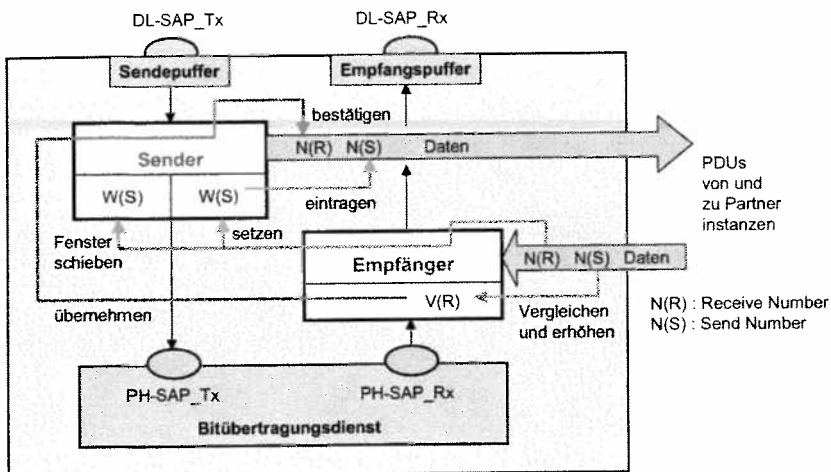 DL-SAP_Tx
DL-SAP_Rx
Sendepuffer
Empfangspuffer
bestätigen
Sender
N(R) N(S) Daten
W(S)
W(S)
eintragen
PDUs
von und
zu Partner
instanzen
Fenster
schieben
setzen
Empfänger
N(R) N(S) Daten
übernehmen
V(R)
Vergleichen
und erhöhen
N(R) : Receive Number
N(S) : Send Number
PH-SAP_Tx
PH-SAP_Rx
Bitübertragungsdienst